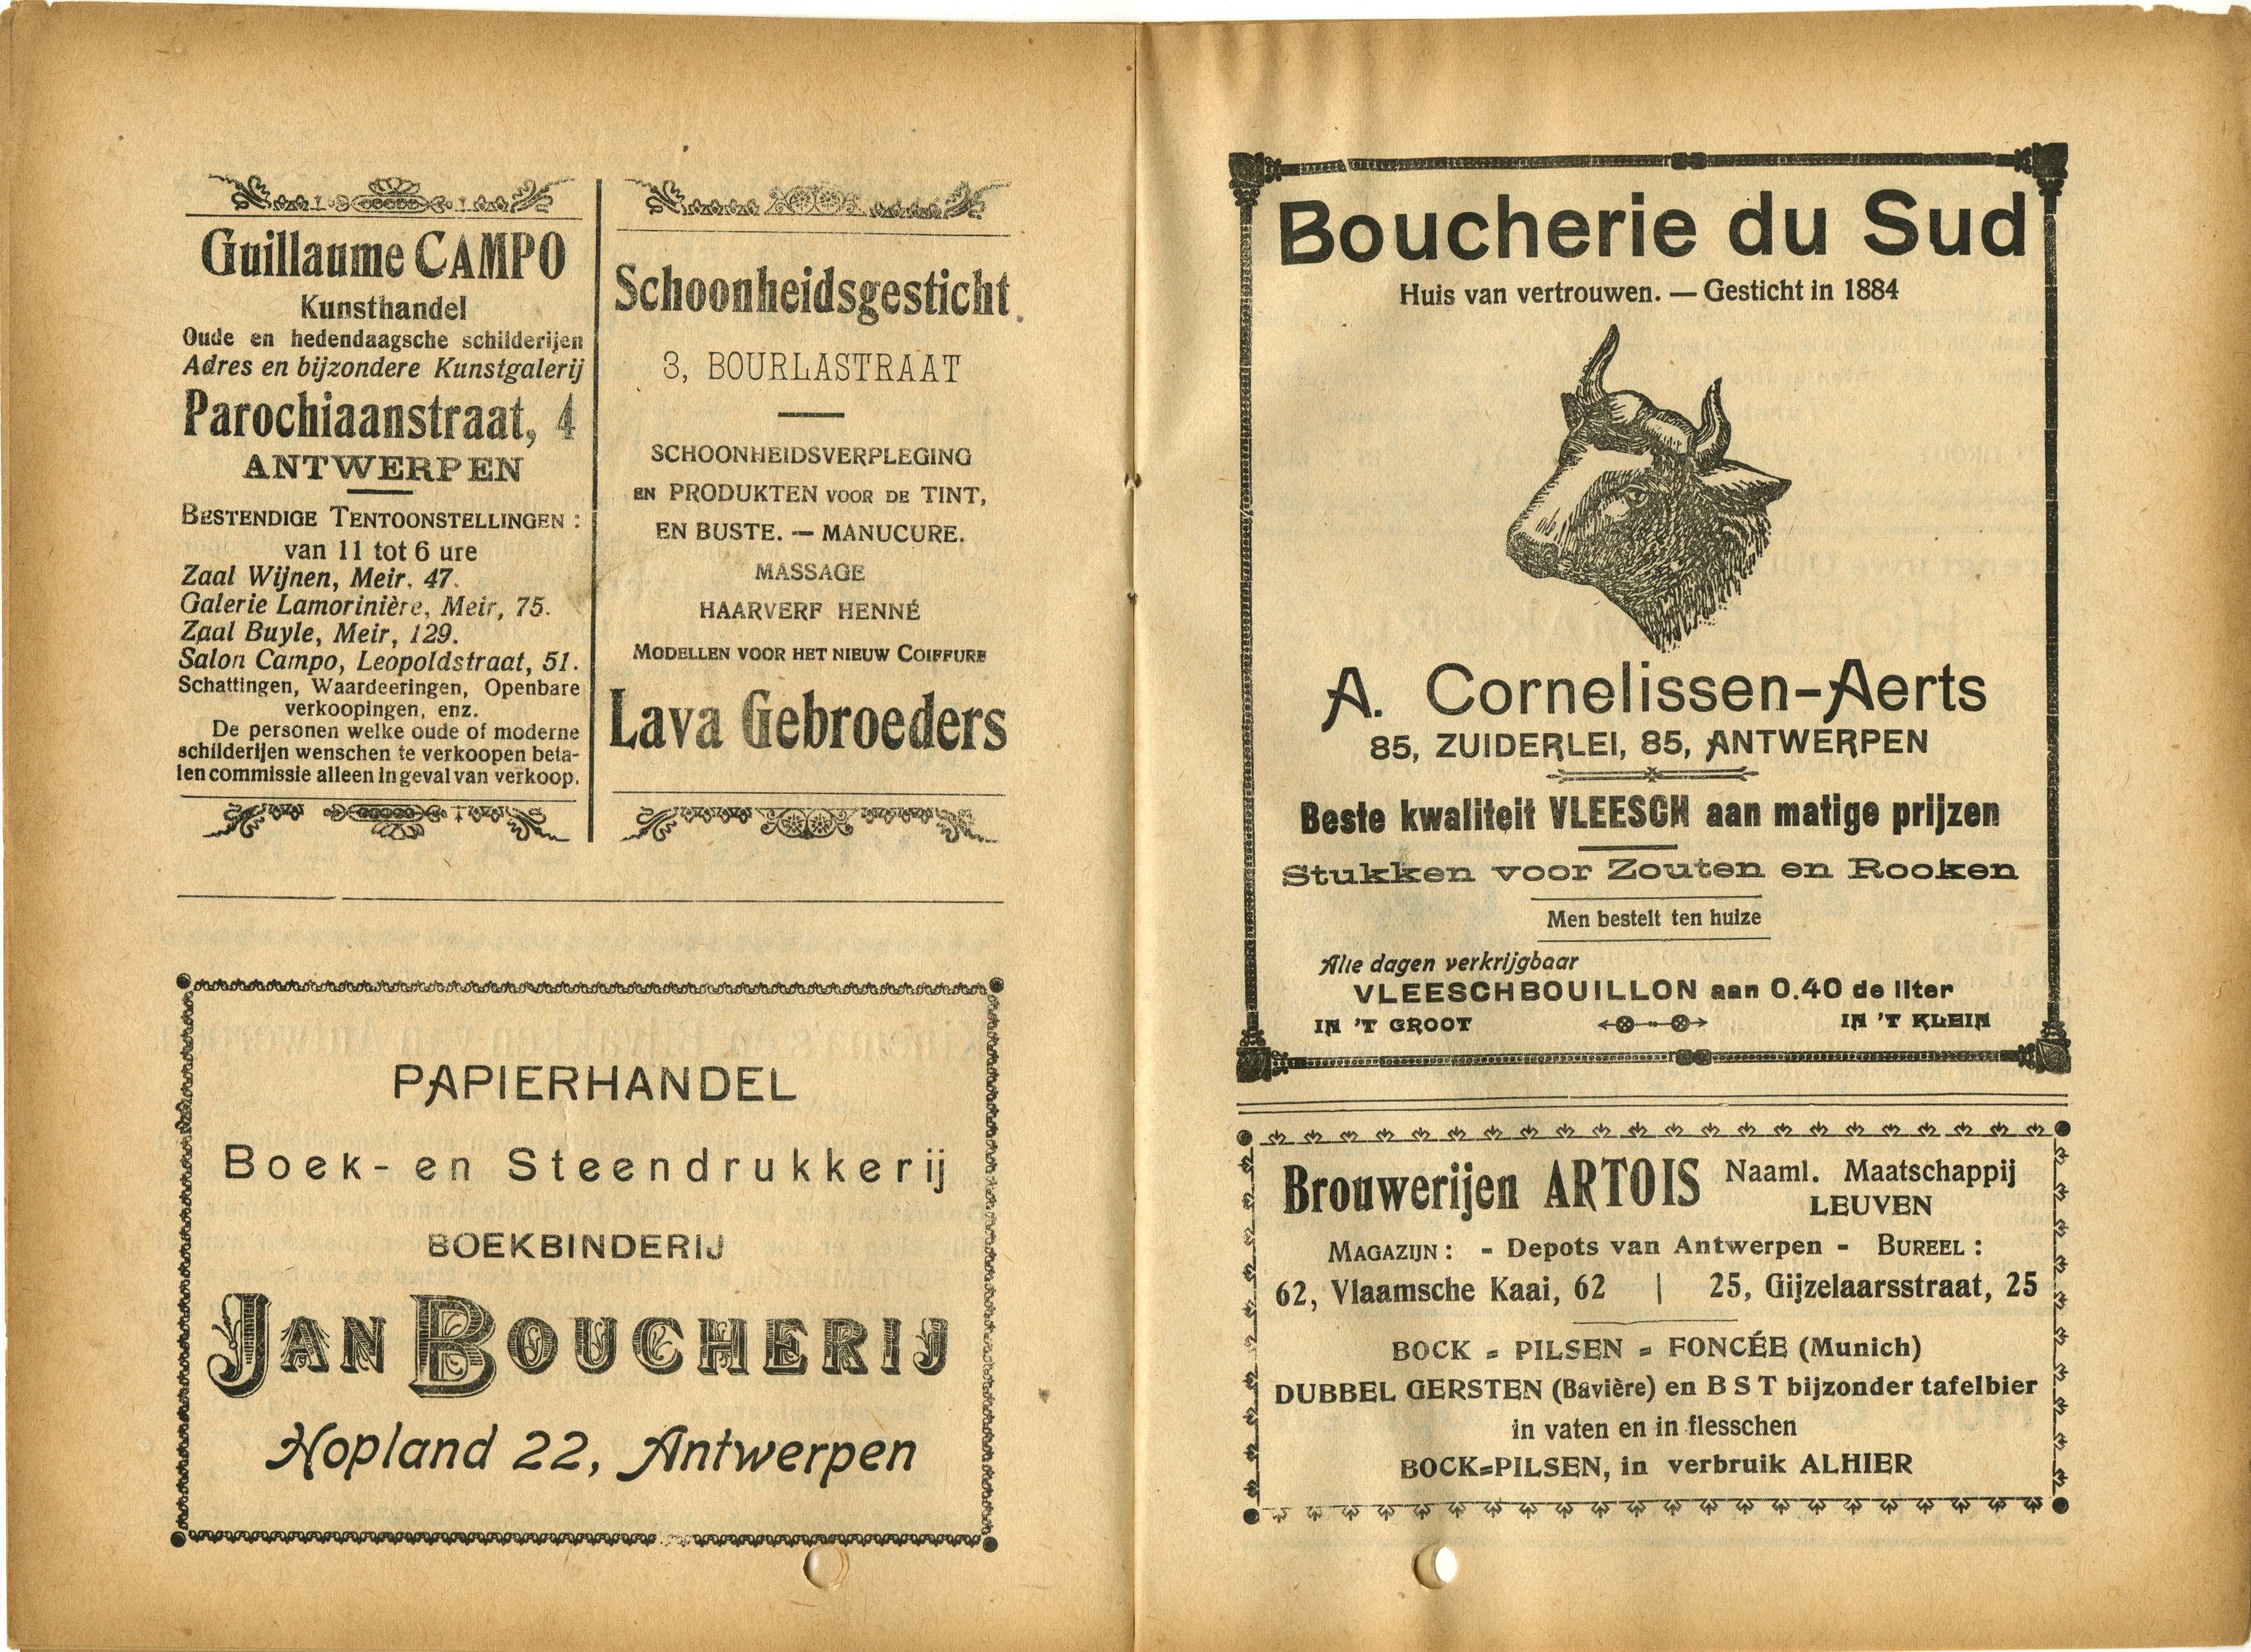 Guillaume CAMPO
Kunsthandel
Oude en hedendaagsche schilderijen
Adres en bijzondere Kunstgalerij
Parochiaanstraat, 4
ANTWERPEN
BESTENDIGE TENTOONSTELLINGEN :
van 11 tot 6 ure
Zaal Wijnen, Meir. 47.
Galerie Lamorinière, Meir, 75.
Zaal Buyle, Meir, 129.
Salon Campo, Leopoldstraat, 51.
Schattingen, Waardeeringen, Openbare
verkoopingen, enz.
De personen welke oude of moderne
schilderijen wenschen te verkoopen beta-
len commissie alleen in geval van verkoop.
Schoonheidsgesticht
3, BOURLASTRAAT
SCHOONHEIDSVERPLEGING
EN PRODUKTEN VOOR DE TINT,
EN BUSTE. — MANUCURE.
MASSAGE
HAARVERF HENNÉ
MODELLEN VOOR HET NIEUW COIFFURE
Lava Gebroeders
PAPIERHANDEL
Boek- en Steendrukkerij
BOEKBINDERIJ
JAN BOUCHERIJ
Hopland 22, Antwerpen
Boucherie du Sud
Huis van vertrouwen. — Gesticht in 1884
A. Cornelissen-Aerts
85, ZUIDERLEI, 85, ANTWERPEN
Beste kwaliteit VLEESCH aan matige prijzen
Stukken voor Zouten en Rooken
Men bestelt ten huize
Alle dagen verkrijgbaar
VLEESCHBOUILLON aan 0.40 de liter
IN 'T GROOT IN 'T KLEIN
Brouwerijen ARTOIS Naaml. Maatschappij
LEUVEN
MAGAZIJN : - Depots van Antwerpen - BUREEL :
62, Vlaamsche Kaai, 62 | 25, Gijzelaarsstraat, 25
BOCK = PILSEN = FONCÉE (Munich)
DUBBEL GERSTEN (Bavière) en B S T bijzonder tafelbier
in vaten en in flesschen
BOCK=PILSEN, in verbruik ALHIER